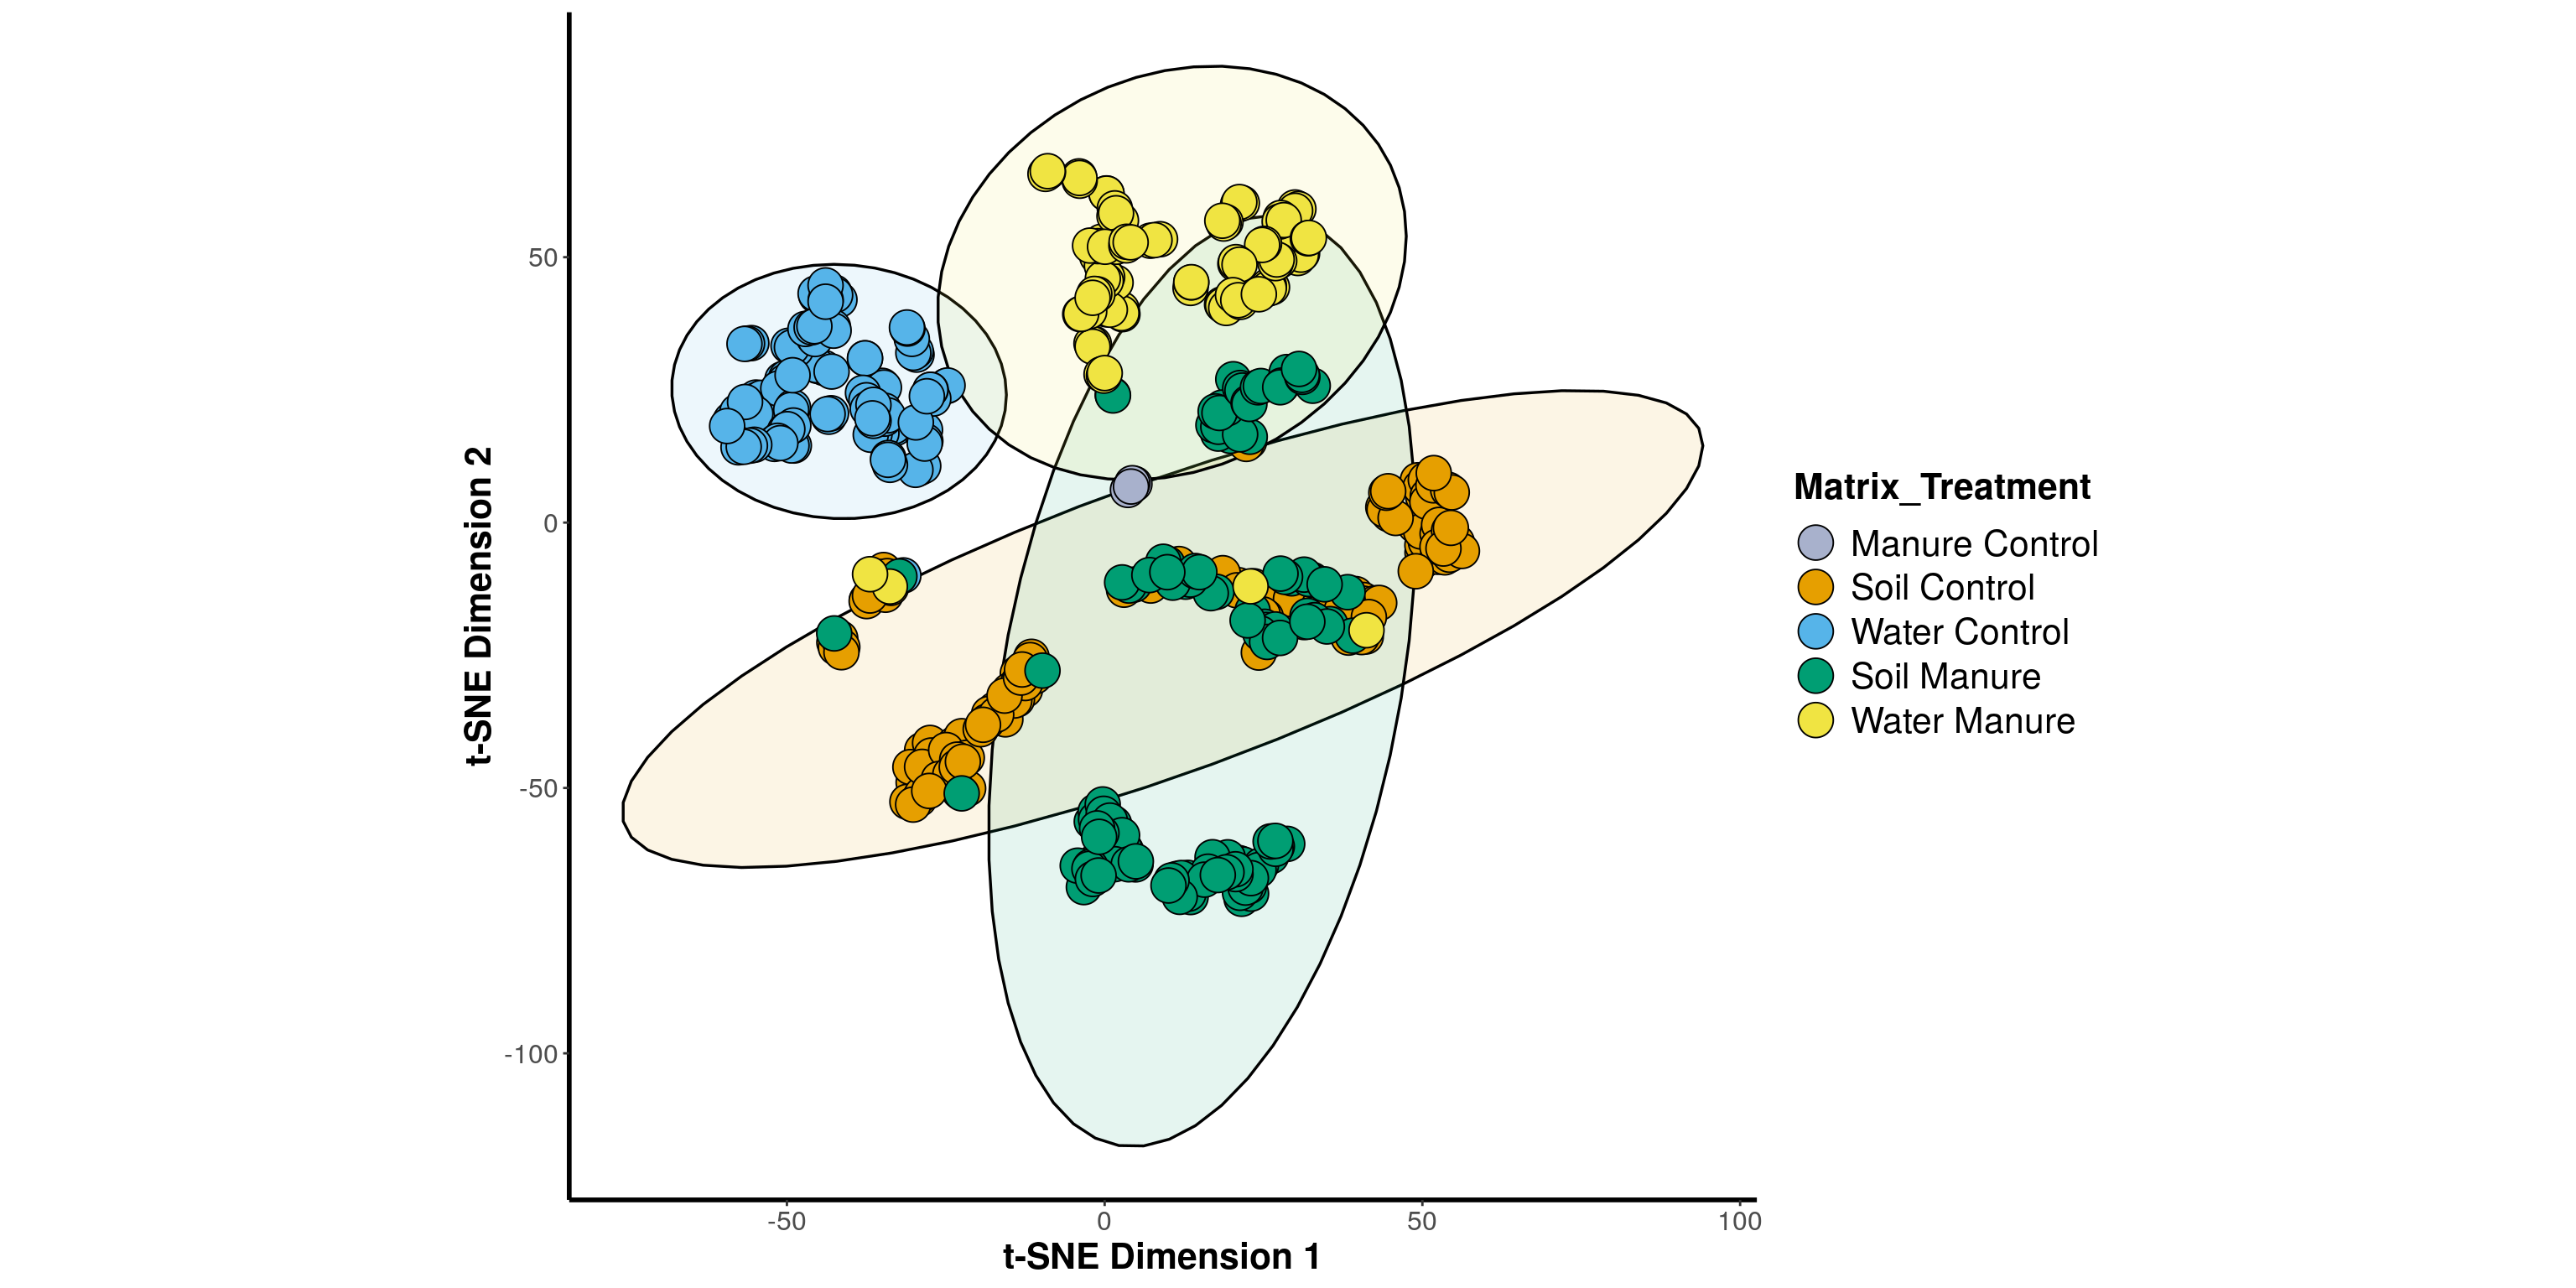 50
0
-50
-100
t-SNE Dimension 2
-50
0
50
100
t-SNE Dimension 1
Matrix_Treatment
Manure Control
Soil Control
Water Control
Soil Manure
Water Manure